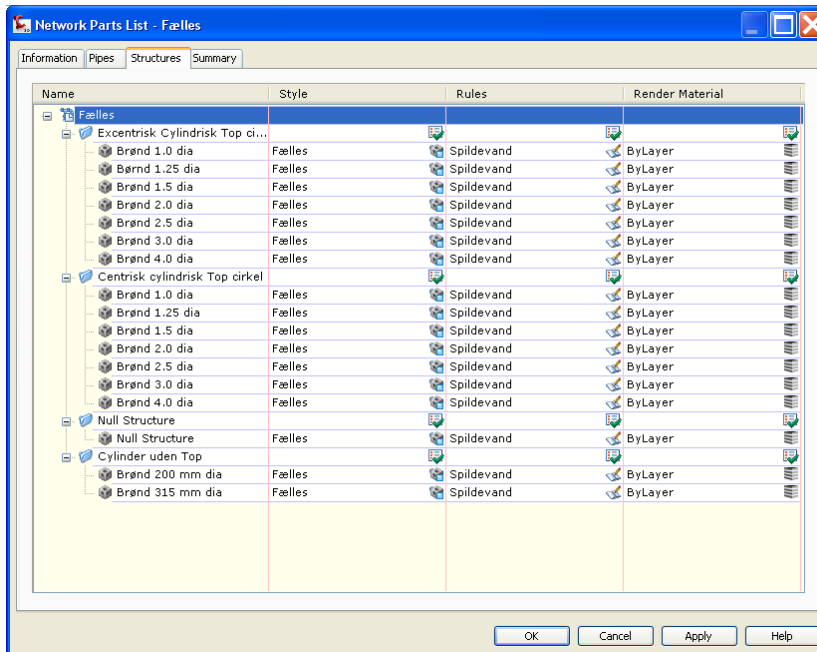 Network Parts List - Fælles
Information Pipes Structures Summary
Name Style Rules Render Material
Fælles
Excentrisk Cylindrisk Top ci...
Brønd 1.0 dia Fælles Spildevand ByLayer
Børnd 1.25 dia Fælles Spildevand ByLayer
Brønd 1.5 dia Fælles Spildevand ByLayer
Brønd 2.0 dia Fælles Spildevand ByLayer
Brønd 2.5 dia Fælles Spildevand ByLayer
Brønd 3.0 dia Fælles Spildevand ByLayer
Brønd 4.0 dia Fælles Spildevand ByLayer
Centrisk cylindrisk Top cirkel
Brønd 1.0 dia Fælles Spildevand ByLayer
Brønd 1.25 dia Fælles Spildevand ByLayer
Brønd 1.5 dia Fælles Spildevand ByLayer
Brønd 2.0 dia Fælles Spildevand ByLayer
Brønd 2.5 dia Fælles Spildevand ByLayer
Brønd 3.0 dia Fælles Spildevand ByLayer
Brønd 4.0 dia Fælles Spildevand ByLayer
Null Structure
Null Structure Fælles Spildevand ByLayer
Cylinder uden Top
Brønd 200 mm dia Fælles Spildevand ByLayer
Brønd 315 mm dia Fælles Spildevand ByLayer
OK Cancel Apply Help